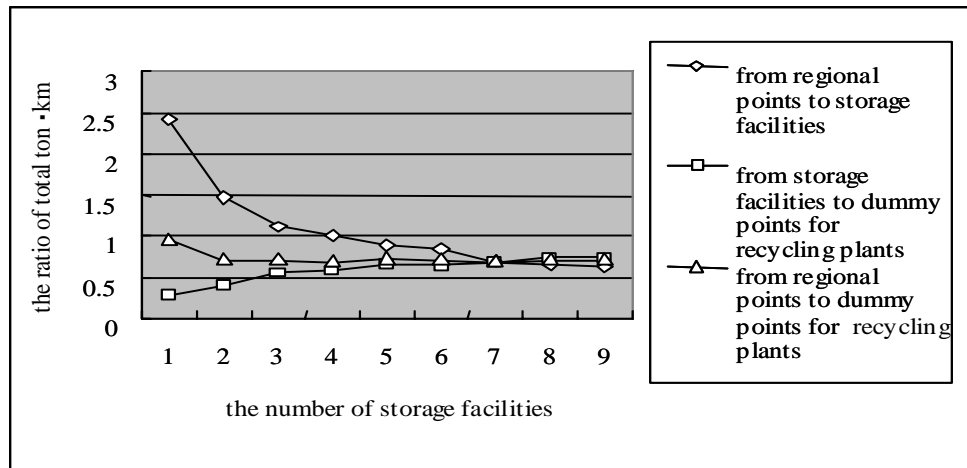 the ratio of total ton・km
3
2.5
2
1.5
1
0.5
0
1 2 3 4 5 6 7 8 9
the number of storage facilities
from regional
points to storage
facilities
from storage
facilities to dummy
points for
recycling plants
from regional
points to dummy
points for recycling
plants